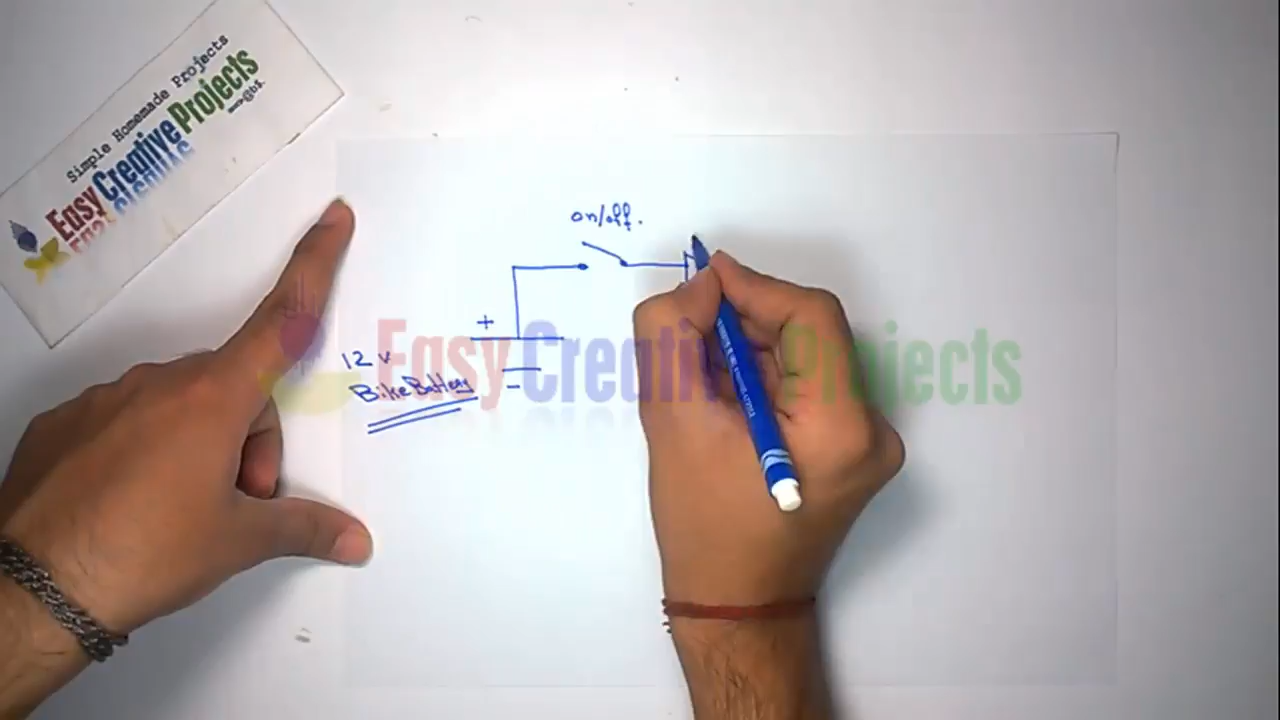 Simple Homemade Projects
Easy Creative Projects
on/off.
+
12 v
Bike Battery
-
Easy Creative Projects